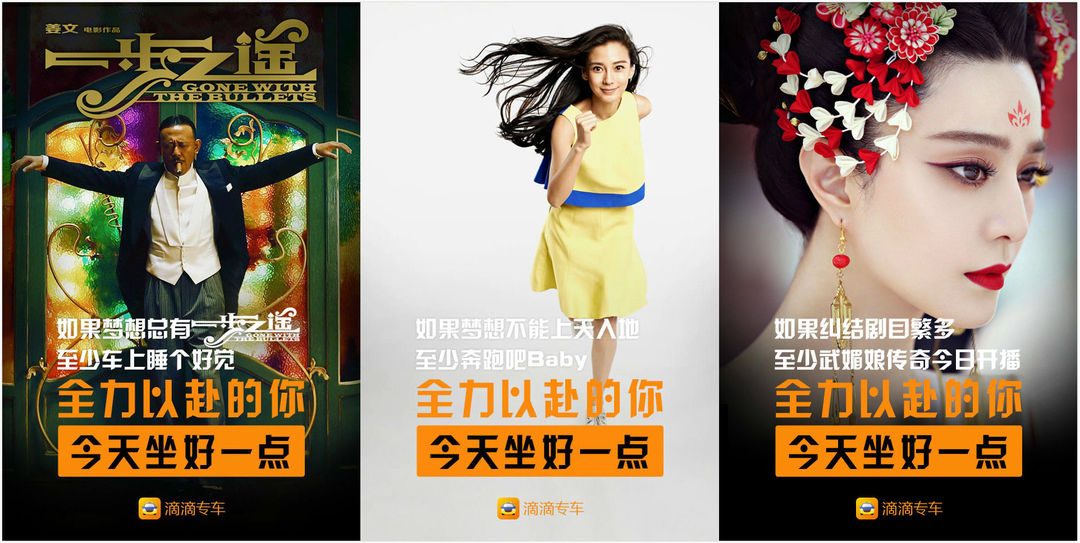 姜文 电影作品
一步之遥
GONE WITH
THE BULLETS
如果梦想总有一步之遥
GONE WITH THE BULLETS
至少车上睡个好觉
全力以赴的你
今天坐好一点
滴滴专车
如果梦想不能上天入地
至少奔跑吧Baby
全力以赴的你
今天坐好一点
滴滴专车
如果纠结剧目繁多
至少武媚娘传奇今日开播
全力以赴的你
今天坐好一点
滴滴专车